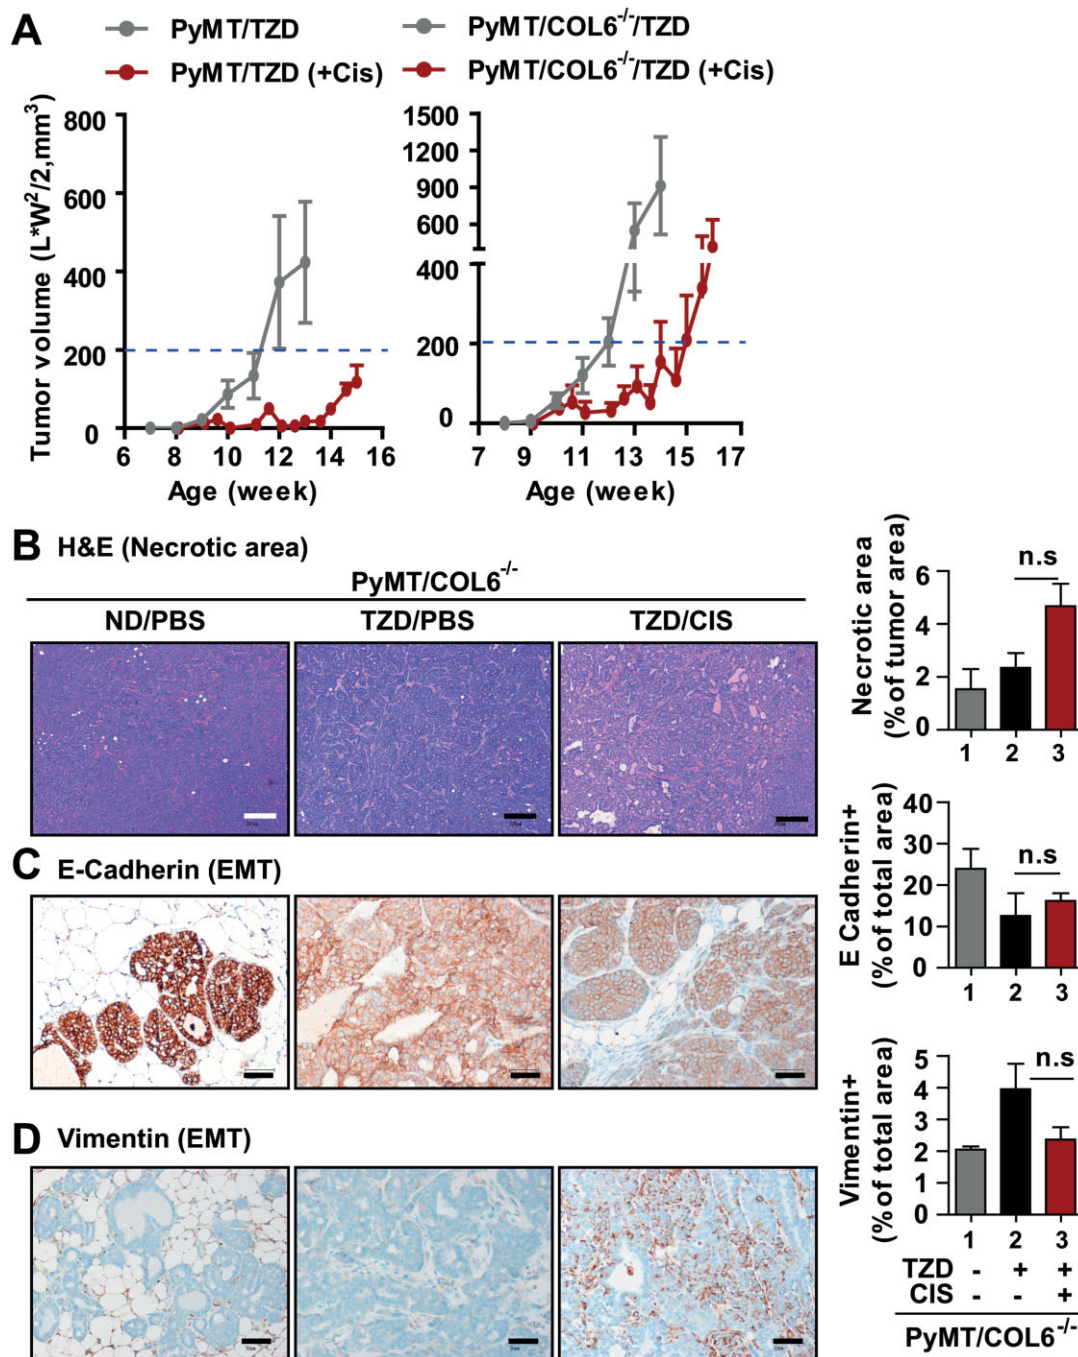 A
PyMT/TZD
PyMT/COL6-/-/TZD
PyMT/TZD (+Cis)
PyMT/COL6-/-/TZD (+Cis)
Tumor volume (L*W2/2,mm3)
800
600
400
200
0
6 8 10 12 14 16
Age (week)
1500
1200
900
600
400
200
0
7 9 11 13 15 17
Age (week)
B H&E (Necrotic area)
PyMT/COL6-/-
ND/PBS TZD/PBS TZD/CIS
Necrotic area
(% of tumor area)
6
4
2
0
n.s
1 2 3
C E-Cadherin (EMT)
E Cadherin+
(% of total area)
40
30
20
10
0
n.s
1 2 3
D Vimentin (EMT)
Vimentin+
(% of total area)
5
4
3
2
1
0
n.s
1 2 3
TZD - + +
CIS - - +
PyMT/COL6-/-